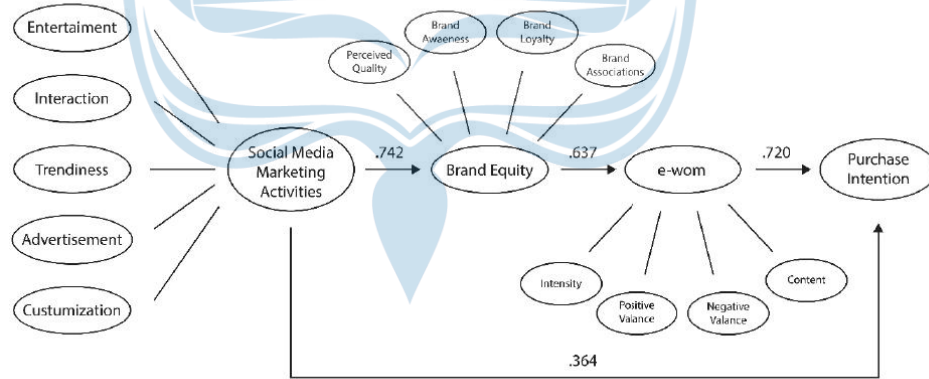 Entertaiment
Interaction
Trendiness
Advertisement
Custumization
Social Media
Marketing
Activities
.742
Perceived
Quality
Brand
Awaeness
Brand
Loyalty
Brand
Associations
Brand Equity
.637
e-wom
.720
Purchase
Intention
Intensity
Positive
Valance
Negative
Valance
Content
.364